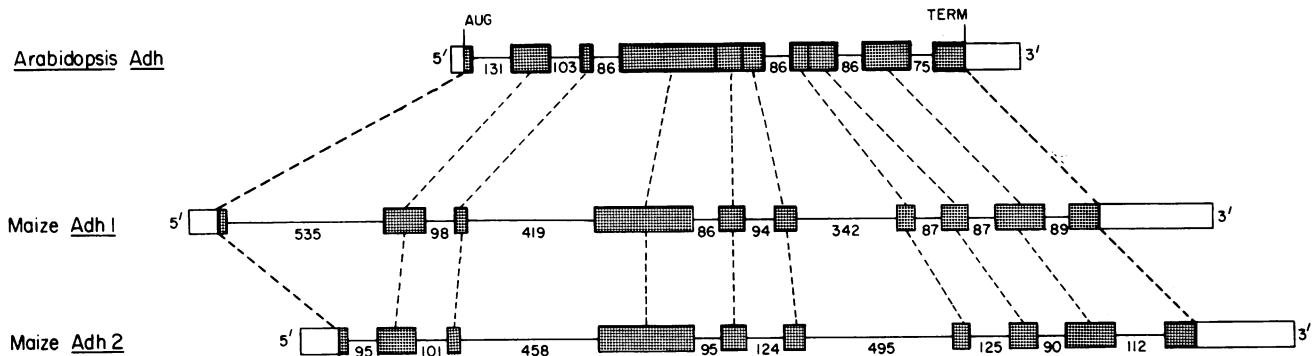 AUG TERM
Arabidopsis Adh 5' 131 103 86 86 86 75 3'
Maize Adh 1 5' 535 98 419 86 94 342 87 87 89 3'
Maize Adh 2 5' 95 101 458 95 124 495 125 90 112 3'